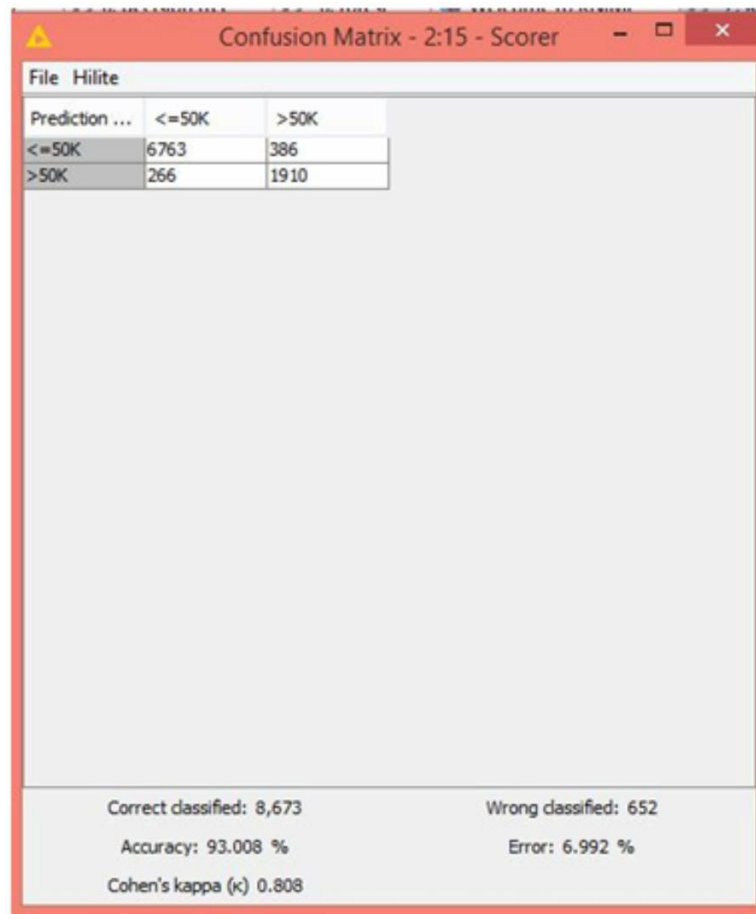 Confusion Matrix - 2:15 - Scorer
File Hilite
Prediction ... <=50K >50K
<=50K 6763 386
>50K 266 1910
Correct classified: 8,673 Wrong classified: 652
Accuracy: 93.008 % Error: 6.992 %
Cohen's kappa (κ) 0.808